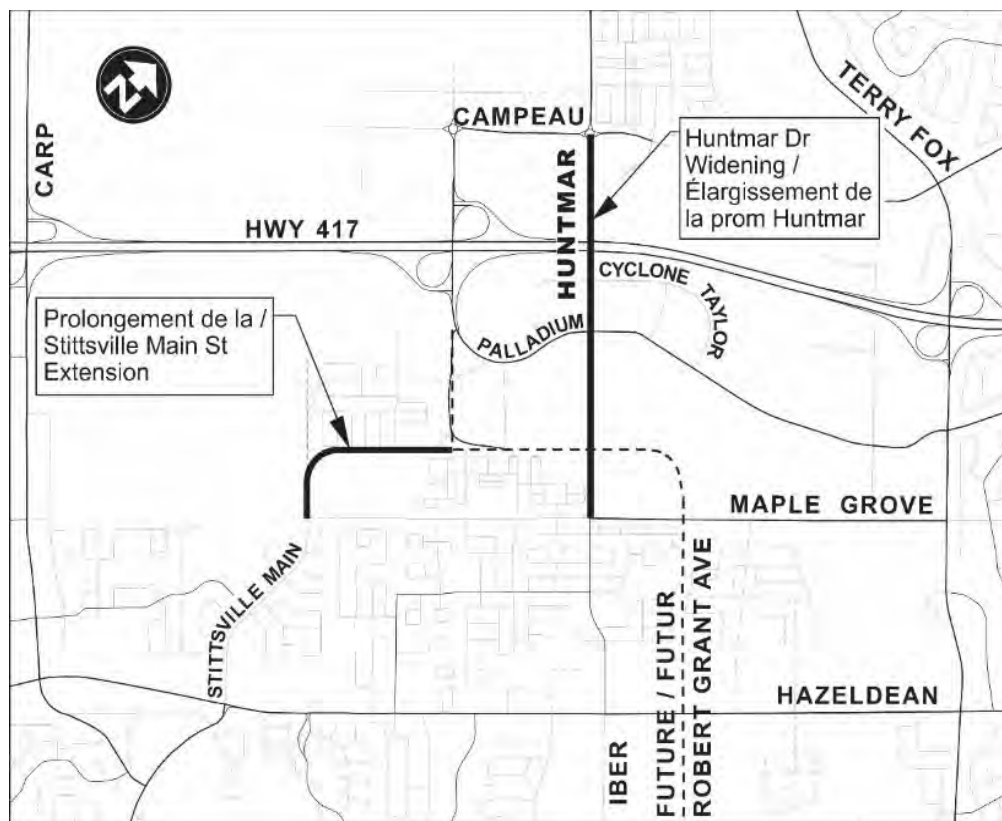 N
CAMPEAU
TERRY FOX
CARP
Huntmar Dr
Widening /
Élargissement de
la prom Huntmar
HWY 417
HUNTMAR
CYCLONE TAYLOR
Prolongement de la /
Stittsville Main St
Extension
PALLADIUM
MAPLE GROVE
STITTSVILLE MAIN
FUTURE / FUTUR
ROBERT GRANT AVE
HAZELDEAN
IBER